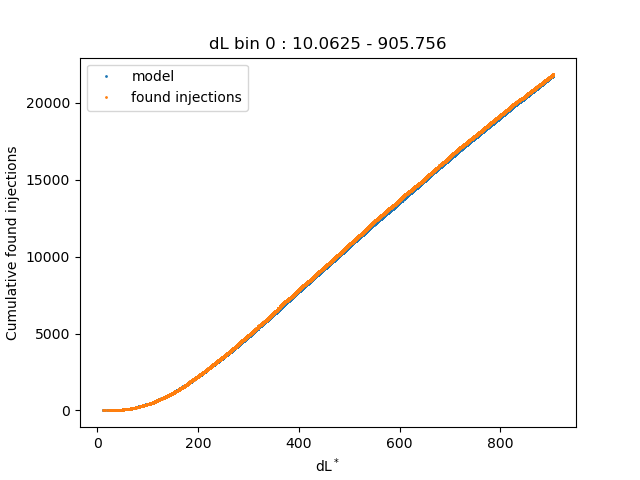 dL bin 0 : 10.0625 - 905.756
model
found injections
Cumulative found injections
20000
15000
10000
5000
0
0 200 400 600 800
dL*